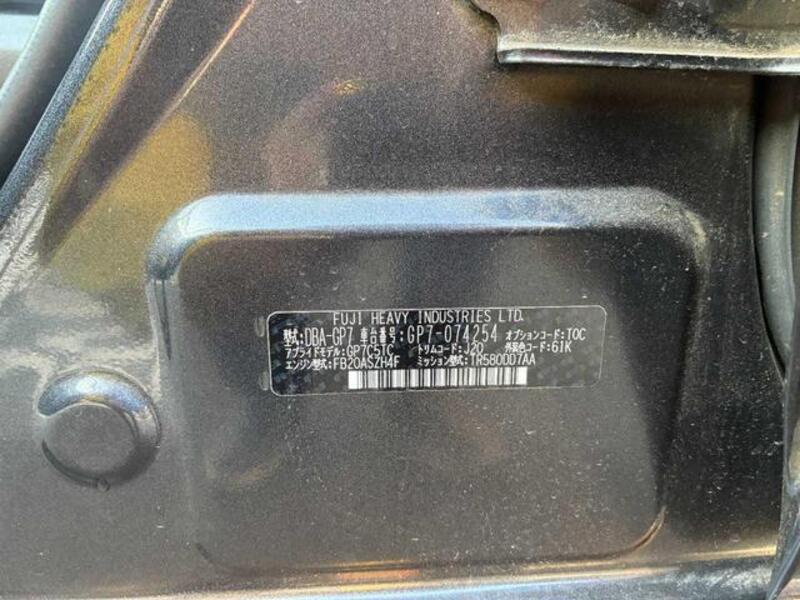 FUJI HEAVY INDUSTRIES LTD.
型式:DBA-GP7 車台番号:GP7-074254 オプションコード:TOC
アプライドモデル:GP7C5TC トリムコード:J20 外装色コード:61K
エンジン型式:FB20ASZH4F ミッション型式:TR580DD7AA